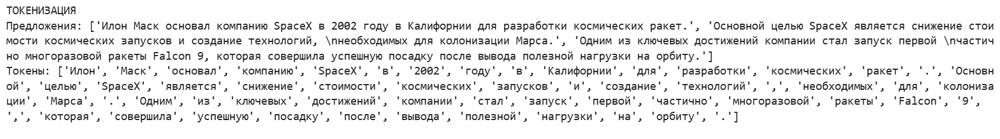 ТОКЕНИЗАЦИЯ
Предложения: ['Илон Маск основал компанию SpaceX в 2002 году в Калифорнии для разработки космических ракет.', 'Основной целью SpaceX является снижение стои
мости космических запусков и создание технологий, \nнеобходимых для колонизации Марса.', 'Одним из ключевых достижений компании стал запуск первой \nчастич
но многоразовой ракеты Falcon 9, которая совершила успешную посадку после вывода полезной нагрузки на орбиту.']
Токены: ['Илон', 'Маск', 'основал', 'компанию', 'SpaceX', 'в', '2002', 'году', 'в', 'Калифорнии', 'для', 'разработки', 'космических', 'ракет', '.', 'Основн
ой', 'целью', 'SpaceX', 'является', 'снижение', 'стоимости', 'космических', 'запусков', 'и', 'создание', 'технологий', ',', 'необходимых', 'для', 'колониза
ции', 'Марса', '.', 'Одним', 'из', 'ключевых', 'достижений', 'компании', 'стал', 'запуск', 'первой', 'частично', 'многоразовой', 'ракеты', 'Falcon', '9',
',', 'которая', 'совершила', 'успешную', 'посадку', 'после', 'вывода', 'полезной', 'нагрузки', 'на', 'орбиту', '.']